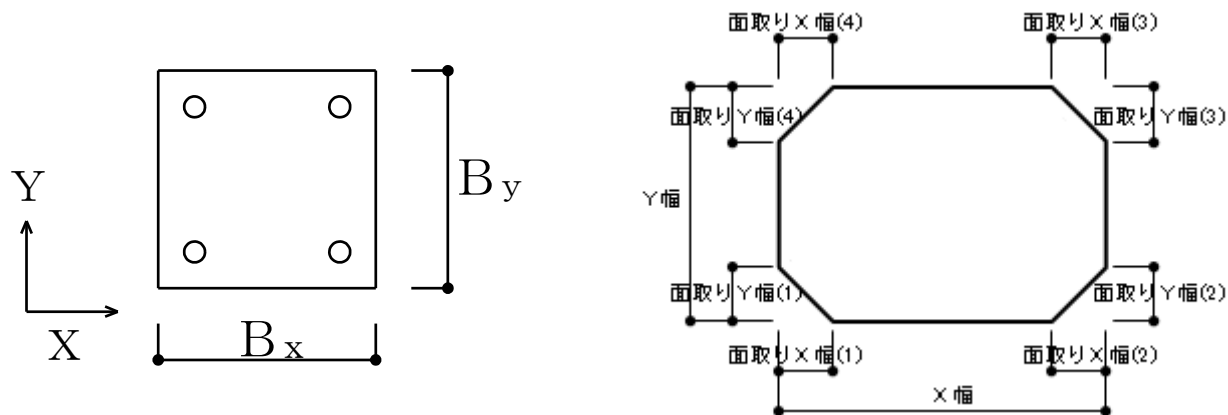 By
Y
X
Bx
面取りX幅(4)
面取りX幅(3)
面取りY幅(4)
面取りY幅(3)
Y幅
面取りY幅(1)
面取りY幅(2)
面取りX幅(1)
面取りX幅(2)
X幅